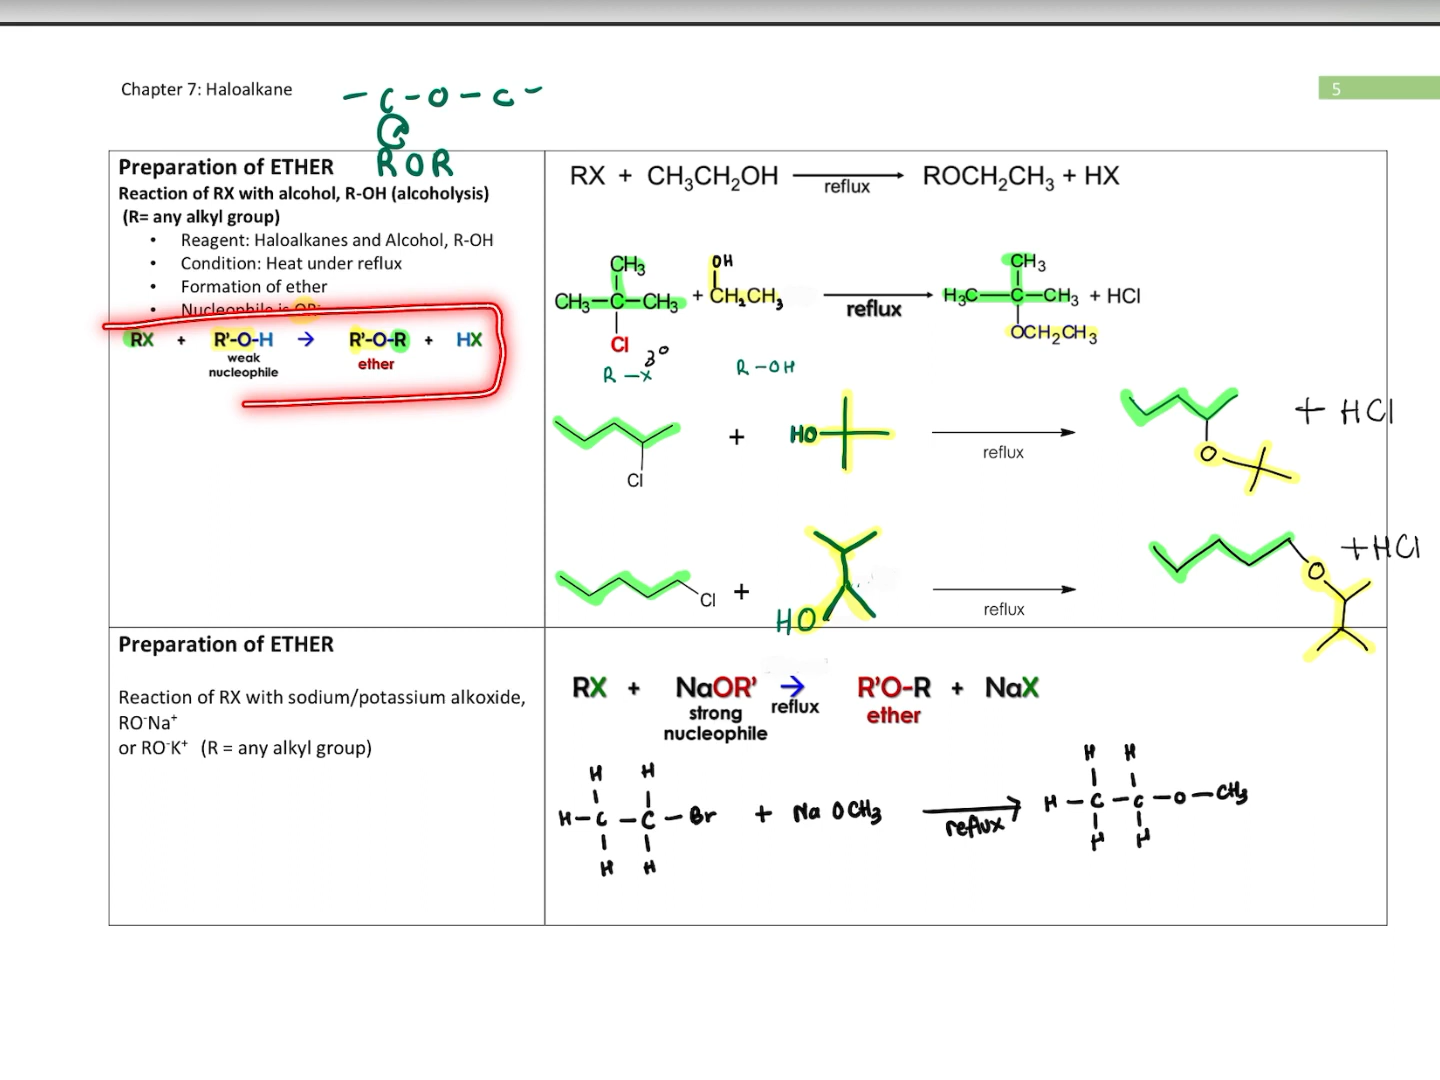 Chapter 7: Haloalkane
- C - O - C -
5
R O R
Preparation of ETHER
Reaction of RX with alcohol, R-OH (alcoholysis)
(R= any alkyl group)
• Reagent: Haloalkanes and Alcohol, R-OH
• Condition: Heat under reflux
• Formation of ether
• Nucleophile is
RX + R'-O-H → R'-O-R + HX
weak
nucleophile
ether
RX + CH₃CH₂OH → ROCH₂CH₃ + HX
reflux
CH₃
CH₃-C-CH₃
Cl
3°
R-X
+
OH
CH₂CH₃
R-OH
reflux
CH₃
H₃C-C-CH₃ + HCl
OCH₂CH₃
Cl
+
HO
reflux
O
+ HCl
Cl
+
HO
reflux
O
+ HCl
Preparation of ETHER
Reaction of RX with sodium/potassium alkoxide,
RO⁻Na⁺
or RO⁻K⁺ (R = any alkyl group)
RX + NaOR' → R'O-R + NaX
strong
nucleophile
reflux
ether
H H
H-C-C-Br + NaOCH₃
H H
reflux
H H
H-C-C-O-CH₃
H H